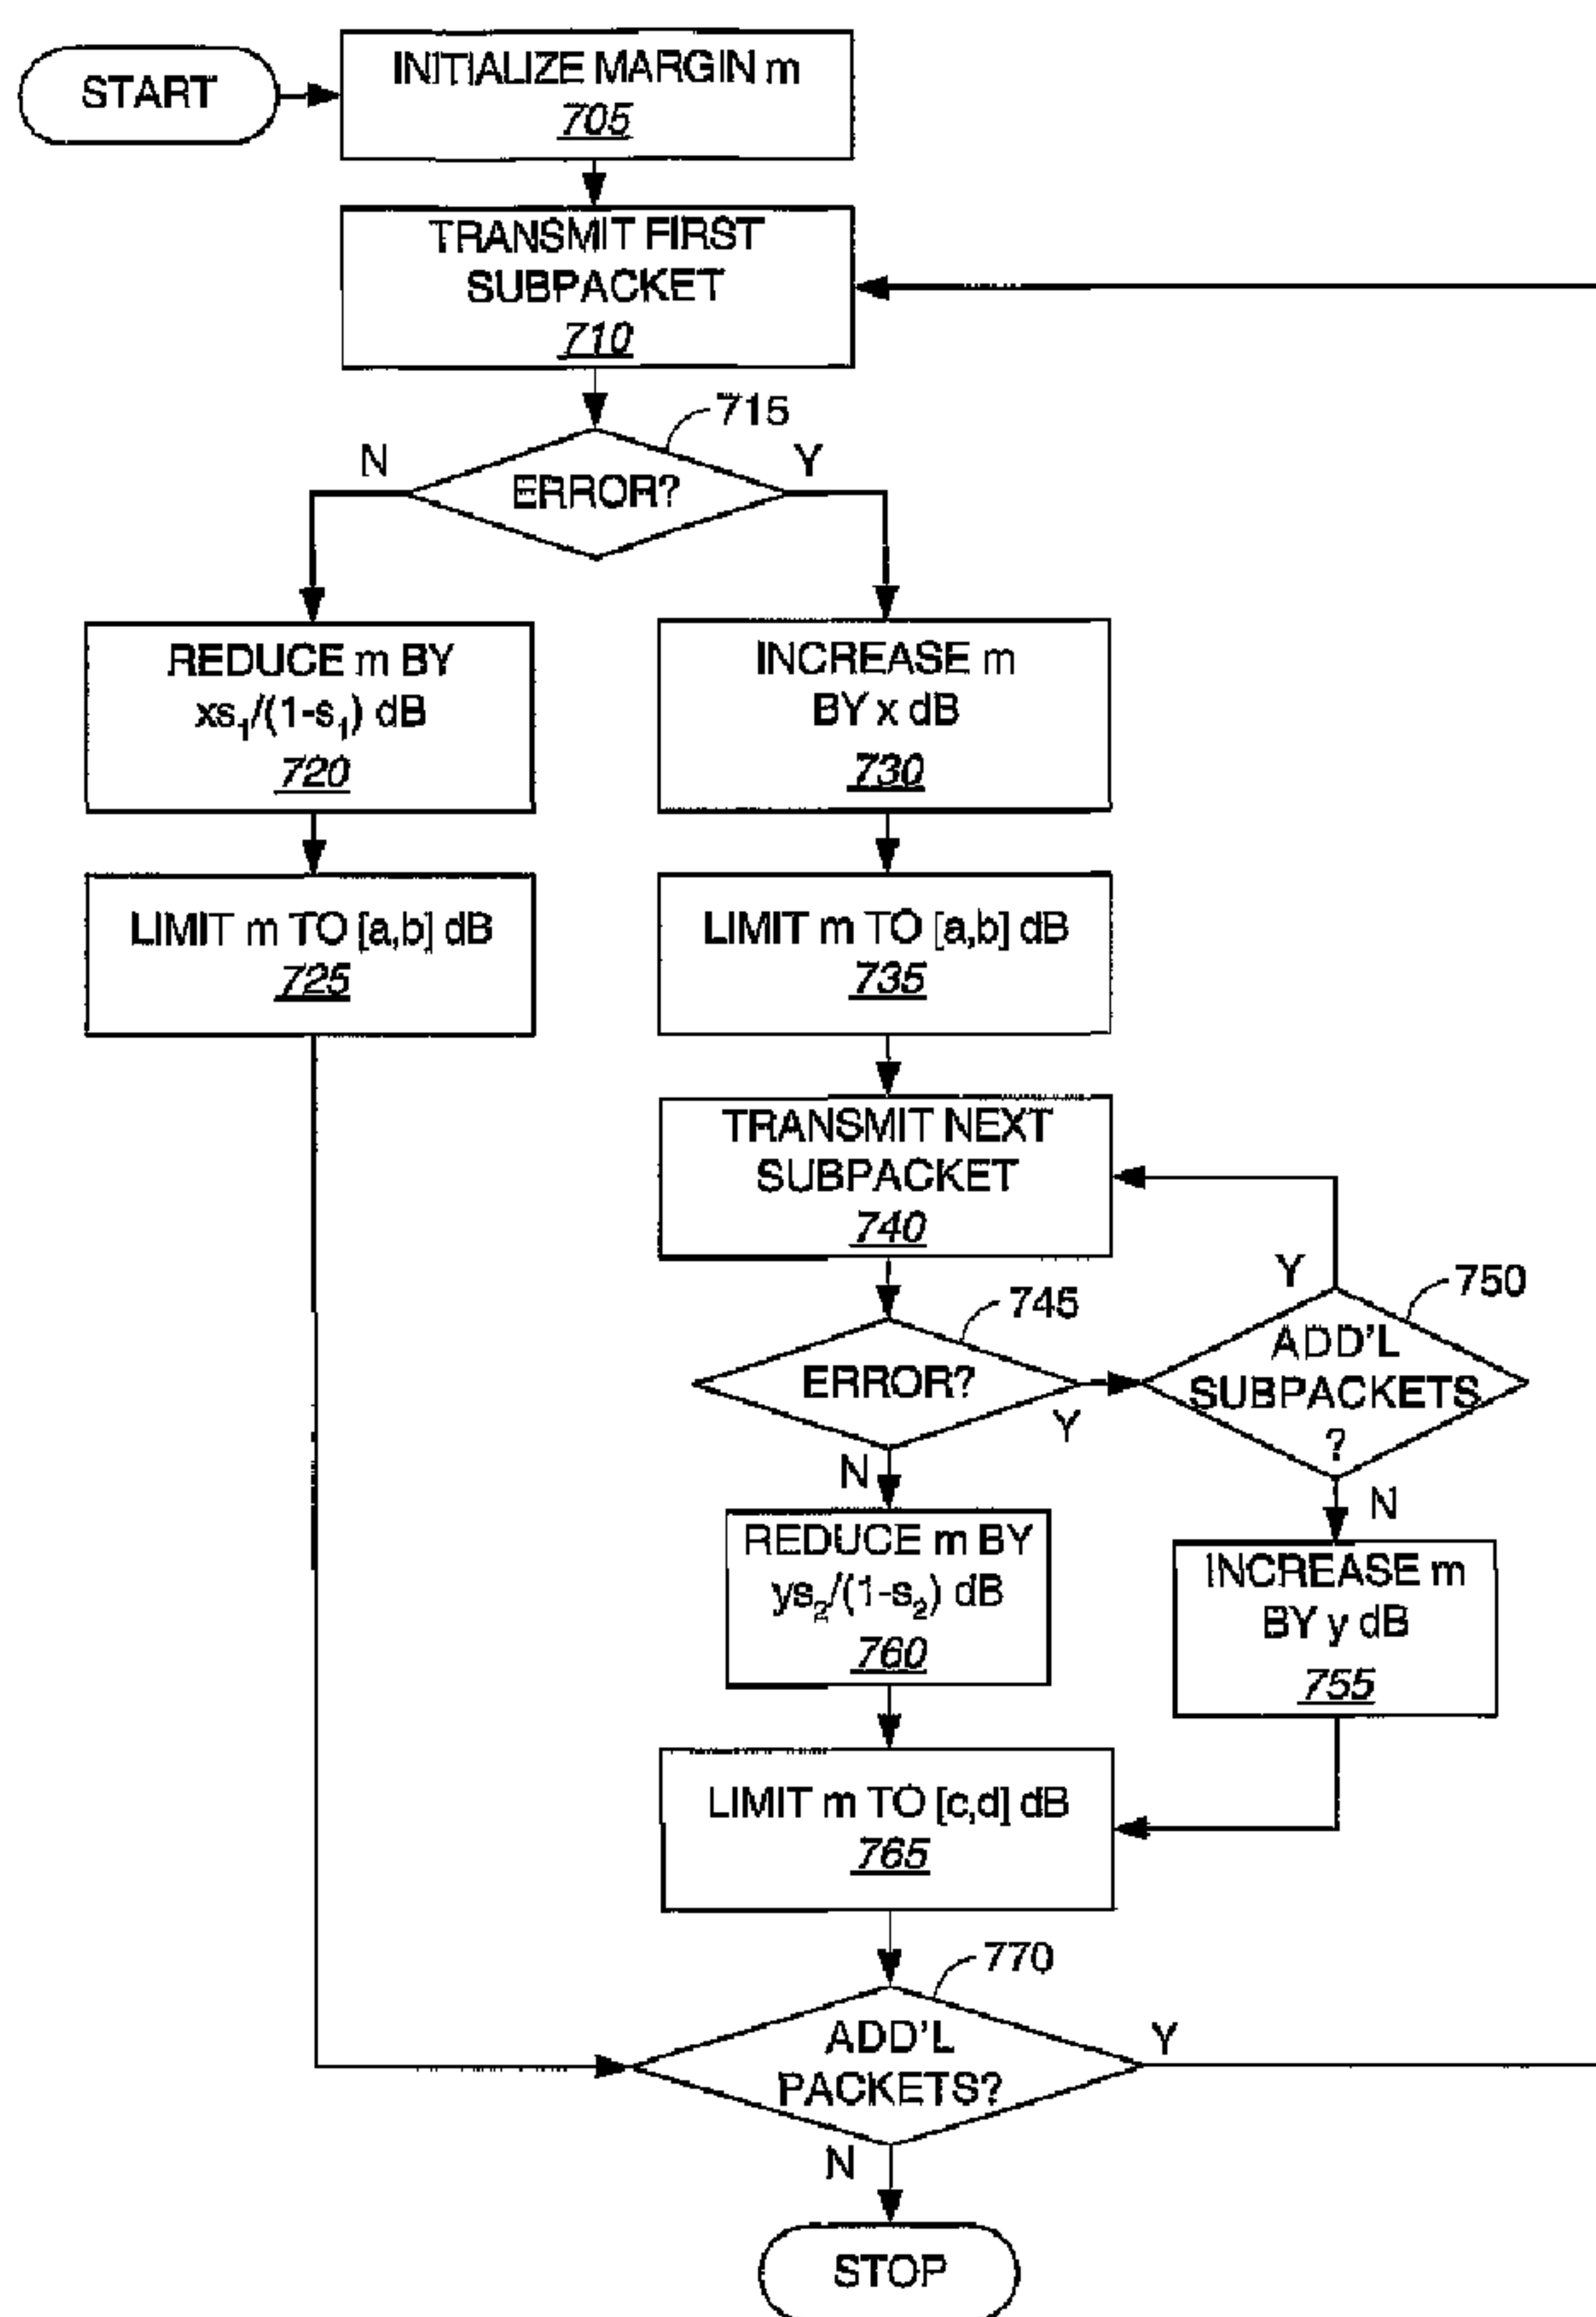 START
INITIALIZE MARGIN m
705
TRANSMIT FIRST
SUBPACKET
710
715
N
Y
ERROR?
REDUCE m BY
xs₁/(1-s₁) dB
720
INCREASE m
BY x dB
730
LIMIT m TO [a,b] dB
725
LIMIT m TO [a,b] dB
735
TRANSMIT NEXT
SUBPACKET
740
745
ERROR?
Y
N
750
Y
ADD'L
SUBPACKETS
?
N
REDUCE m BY
ys₂/(1-s₂) dB
760
INCREASE m
BY y dB
755
LIMIT m TO [c,d] dB
765
770
ADD'L
PACKETS?
Y
N
STOP